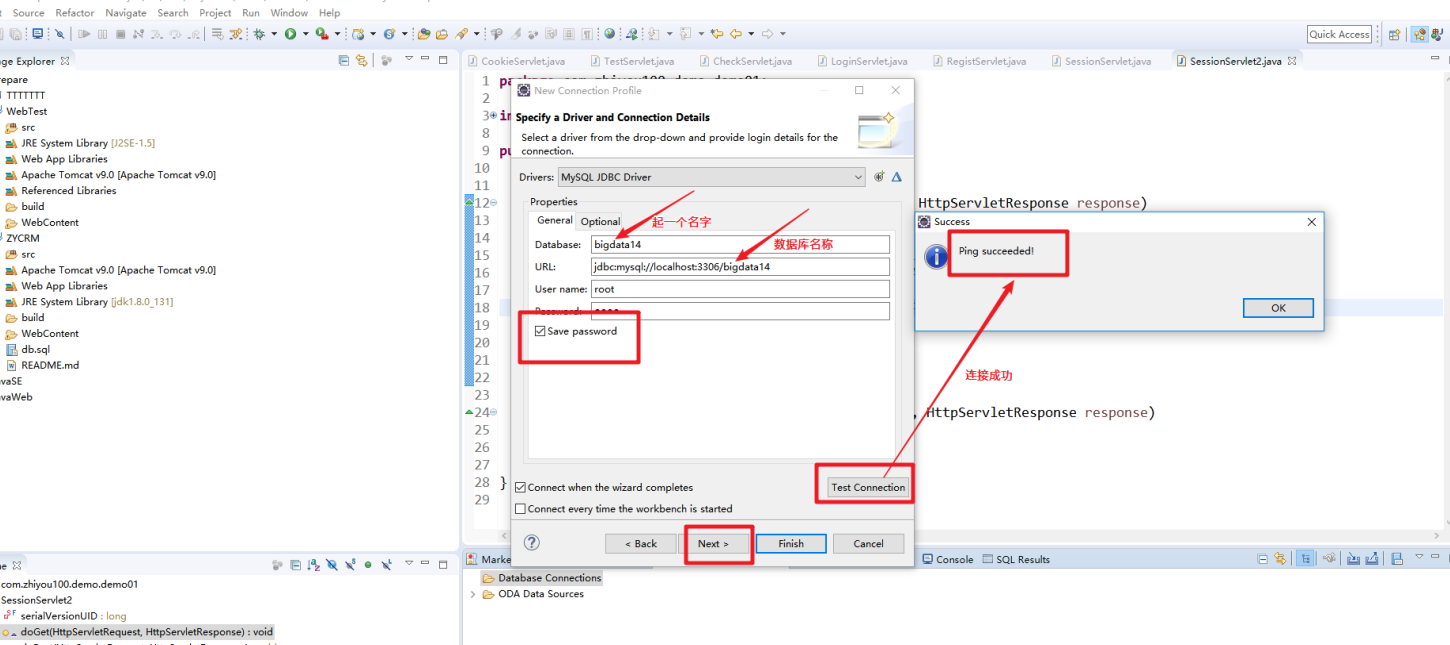 Source Refactor Navigate Search Project Run Window Help
Quick Access
ge Explorer
CookieServlet.java TestServlet.java CheckServlet.java LoginServlet.java RegistServlet.java SessionServlet.java SessionServlet2.java
epare
TTTTTTT
WebTest
src
JRE System Library [J2SE-1.5]
Web App Libraries
Apache Tomcat v9.0 [Apache Tomcat v9.0]
Referenced Libraries
build
WebContent
ZYCRM
src
Apache Tomcat v9.0 [Apache Tomcat v9.0]
Web App Libraries
JRE System Library [jdk1.8.0_131]
build
WebContent
db.sql
README.md
vaSE
vaWeb
1
2
3 im
8
9 pu
10
11
12 HttpServletResponse response)
13
14
15
16
17
18
19
20
21
22
23
24 , HttpServletResponse response)
25
26
27
28 }
29
New Connection Profile
Specify a Driver and Connection Details
Select a driver from the drop-down and provide login details for the
connection.
Drivers: MySQL JDBC Driver
Properties
General Optional
起一个名字
Database: bigdata14
数据库名称
URL: jdbc:mysql://localhost:3306/bigdata14
User name: root
Password: ••••
Save password
Test Connection
Connect when the wizard completes
Connect every time the workbench is started
< Back Next > Finish Cancel
Success
Ping succeeded!
OK
连接成功
Marke
Console SQL Results
Database Connections
ODA Data Sources
ne
com.zhiyou100.demo.demo01
SessionServlet2
serialVersionUID : long
doGet(HttpServletRequest, HttpServletResponse) : void